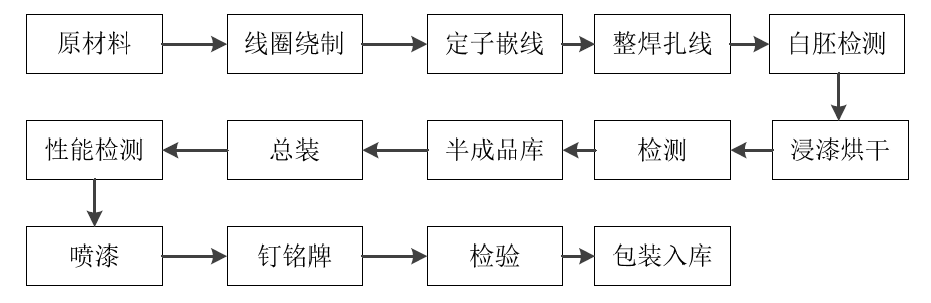 原材料
线圈绕制
定子嵌线
整焊扎线
白胚检测
性能检测
总装
半成品库
检测
浸漆烘干
喷漆
钉铭牌
检验
包装入库